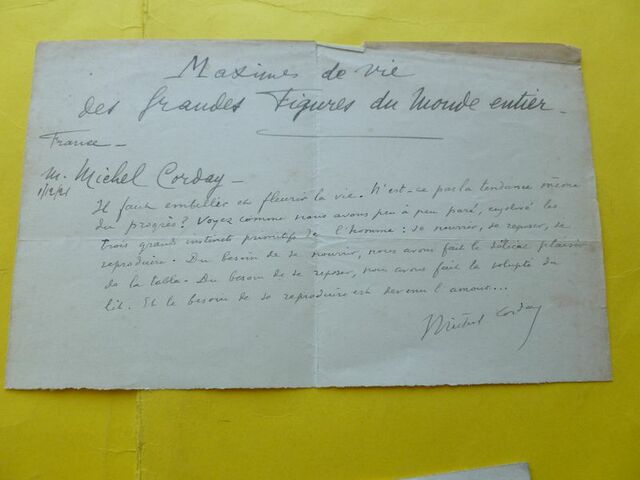 Maximes de vie
des Grandes Figures du Monde entier -
France -
M. Michel Corday -
1/12/21
Il faut embellir et fleurir la vie. N'est-ce pas la tendance même
du progrès? Voyez comme nous avons peu à peu paré, enjolivé les
trois grands instincts primitifs de l'homme : se nourrir, se reposer, se
reproduire. Du besoin de se nourrir, nous avons fait le délicat plaisir
de la table. Du besoin de se reposer, nous avons fait la volupté du
lit. Et le besoin de se reproduire est devenu l'amour...
Michel Corday